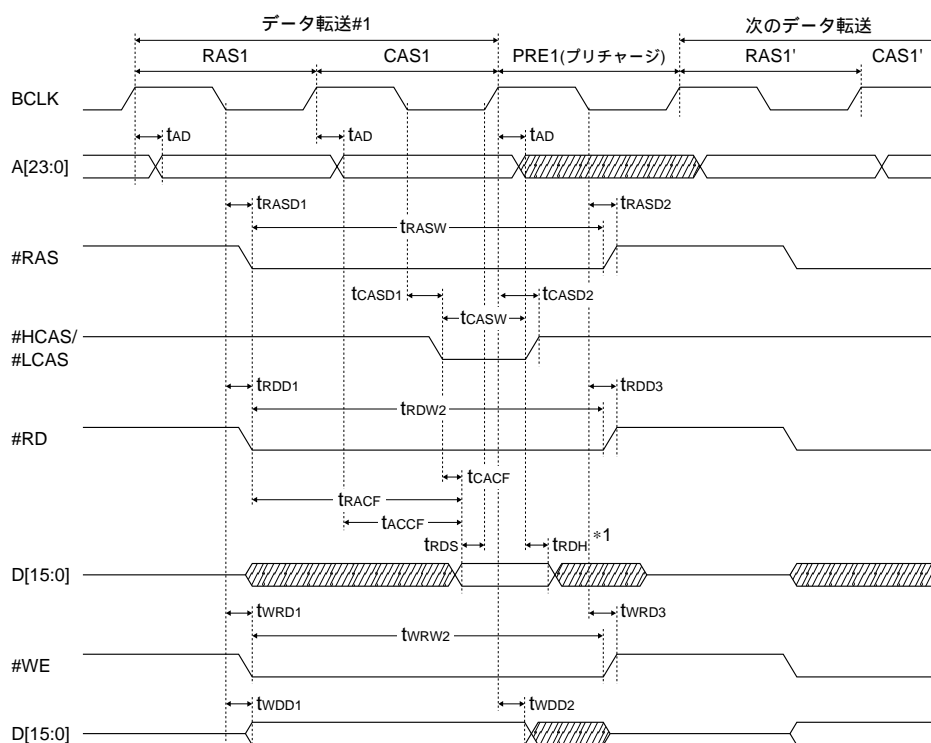 データ転送#1 次のデータ転送
RAS1 CAS1 PRE1(プリチャージ) RAS1' CAS1'
BCLK
tAD tAD tAD
A[23:0]
tRASD1 tRASD2
tRASW
#RAS
tCASD1 tCASD2
tCASW
#HCAS/
#LCAS
tRDD1 tRDD3
tRDW2
#RD
tCACF
tRACF
tACCF
tRDS tRDH *1
D[15:0]
tWRD1 tWRD3
tWRW2
#WE
tWDD1 tWDD2
D[15:0]